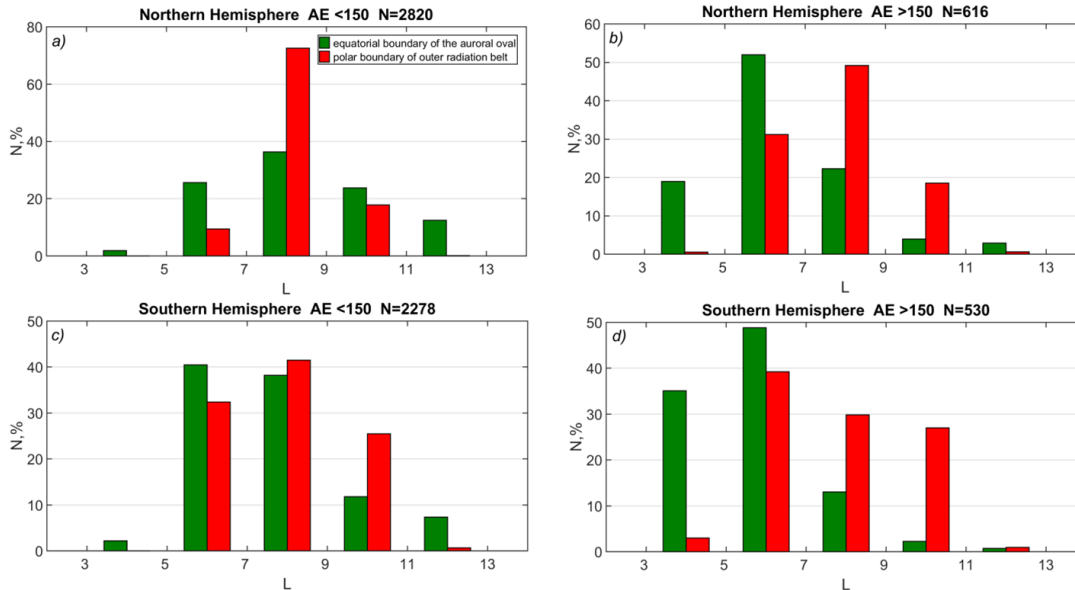 Northern Hemisphere AE <150 N=2820
a)
equatorial boundary of the auroral oval
polar boundary of outer radiation belt
80
60
40
20
0
N,%
3 5 7 9 11 13
L
Northern Hemisphere AE >150 N=616
b)
60
50
40
30
20
10
0
N,%
3 5 7 9 11 13
L
Southern Hemisphere AE <150 N=2278
c)
50
40
30
20
10
0
N,%
3 5 7 9 11 13
L
Southern Hemisphere AE >150 N=530
d)
50
40
30
20
10
0
N,%
3 5 7 9 11 13
L